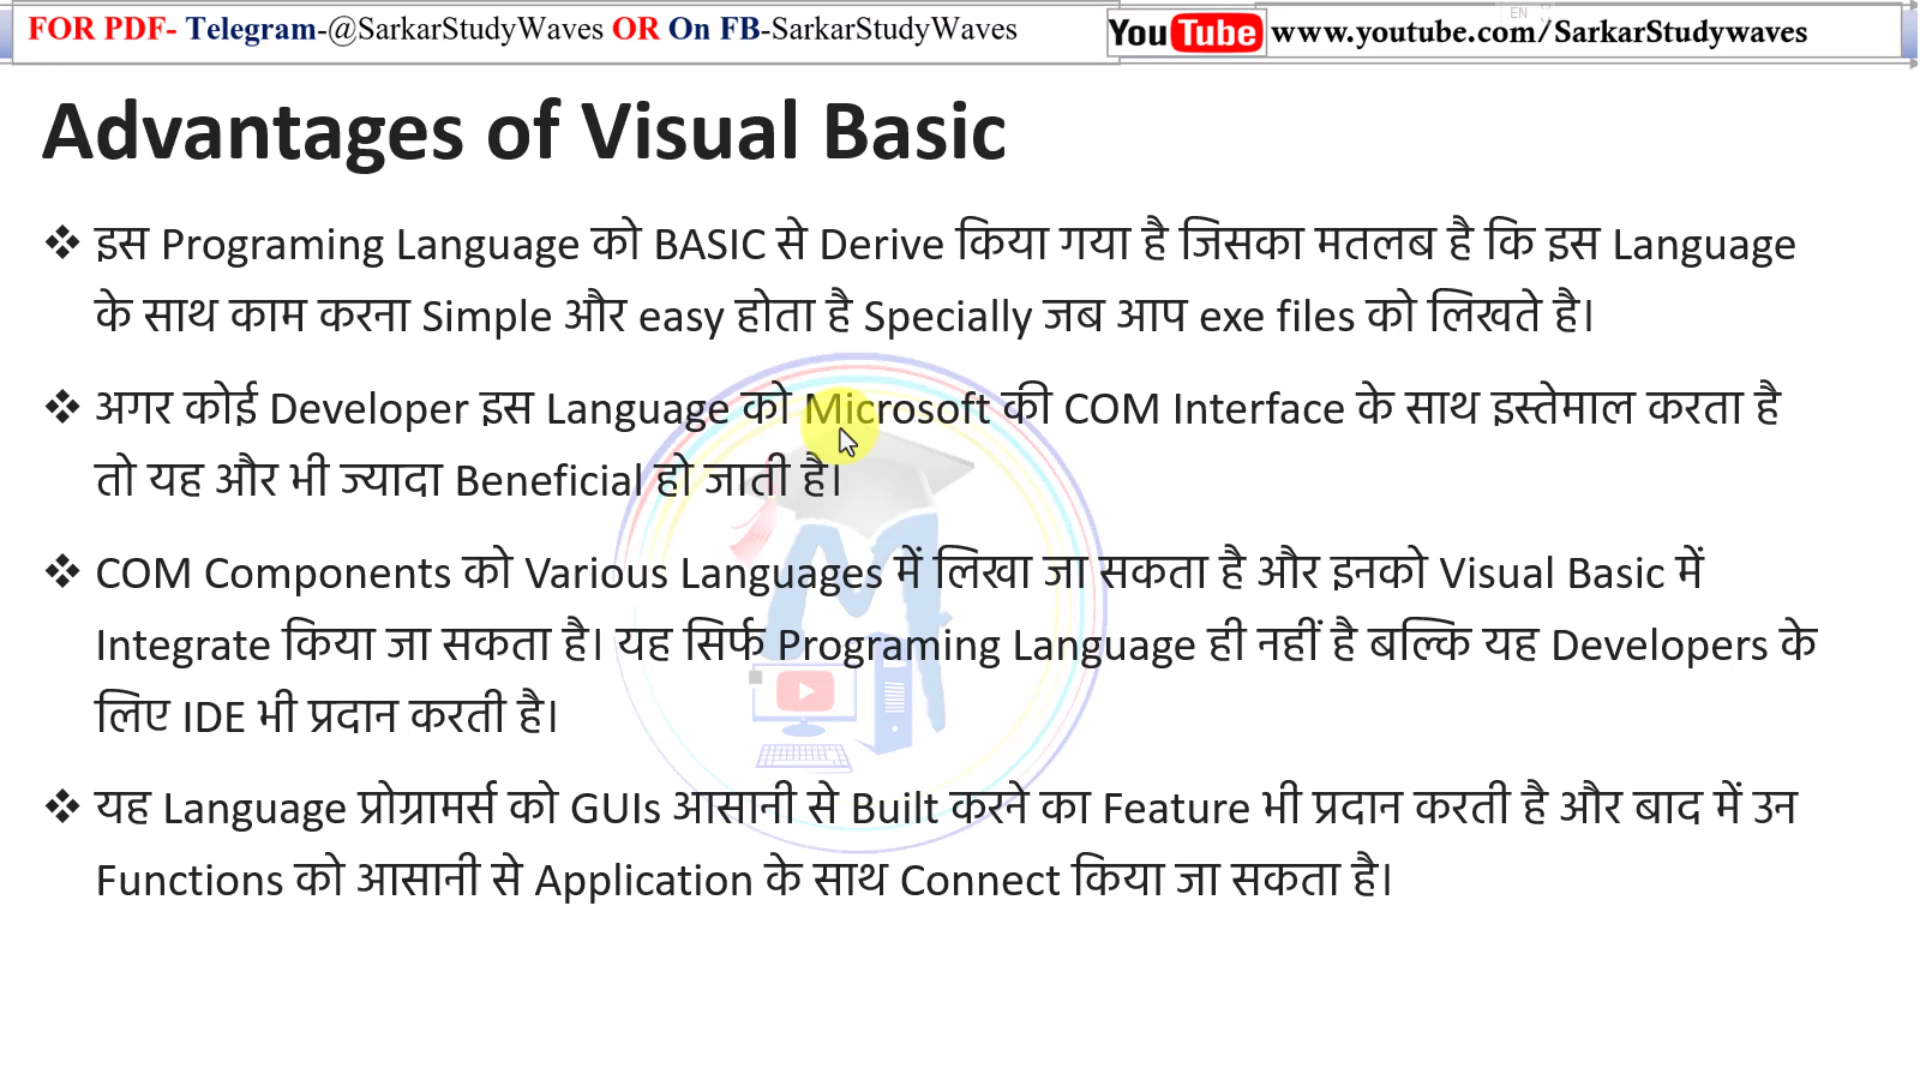 FOR PDF- Telegram-@SarkarStudyWaves OR On FB-SarkarStudyWaves
YouTube www.youtube.com/SarkarStudywaves
EN
Advantages of Visual Basic
❖ इस Programing Language को BASIC से Derive किया गया है जिसका मतलब है कि इस Language
के साथ काम करना Simple और easy होता है Specially जब आप exe files को लिखते है।
❖ अगर कोई Developer इस Language को Microsoft की COM Interface के साथ इस्तेमाल करता है
तो यह और भी ज्यादा Beneficial हो जाती है।
❖ COM Components को Various Languages में लिखा जा सकता है और इनको Visual Basic में
Integrate किया जा सकता है। यह सिर्फ Programing Language ही नहीं है बल्कि यह Developers के
लिए IDE भी प्रदान करती है।
❖ यह Language प्रोग्रामर्स को GUIs आसानी से Built करने का Feature भी प्रदान करती है और बाद में उन
Functions को आसानी से Application के साथ Connect किया जा सकता है।